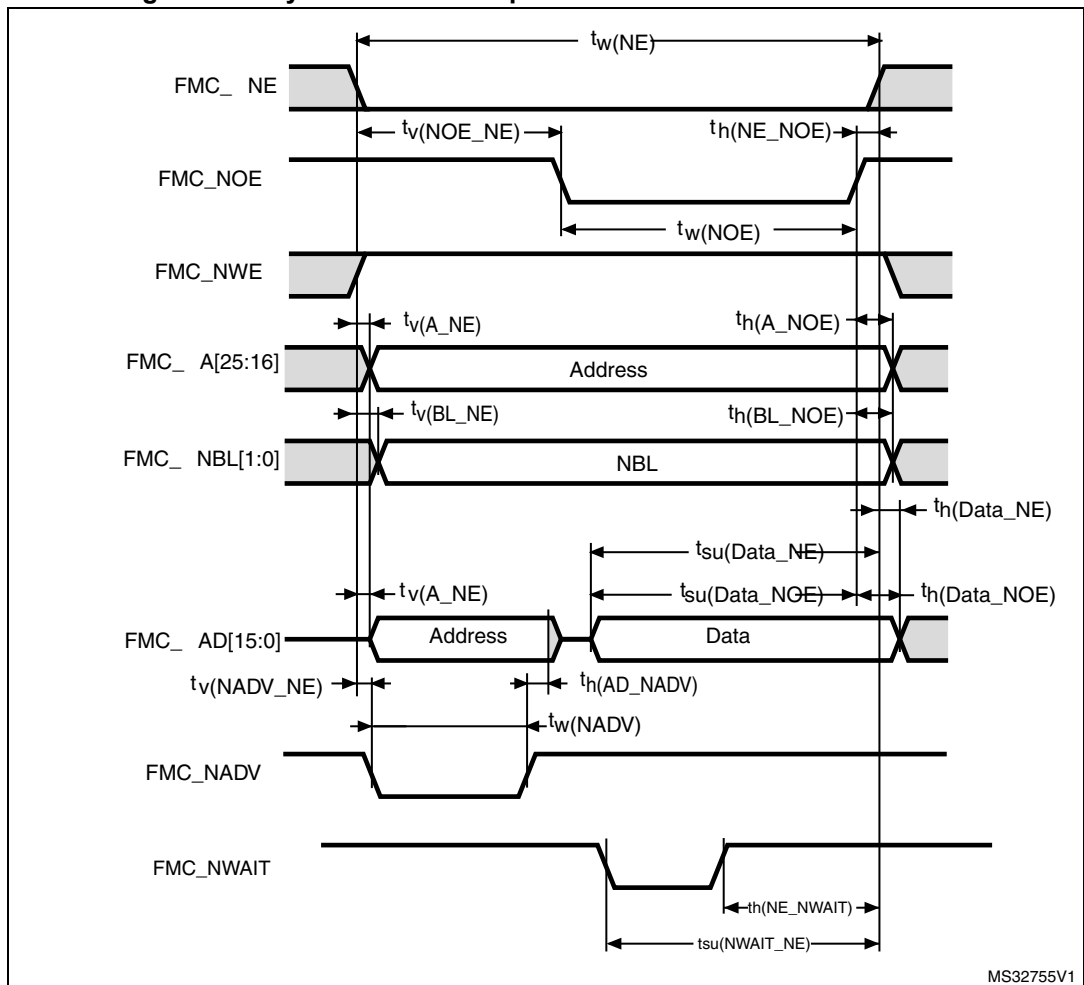 tw(NE)
FMC_ NE
tv(NOE_NE)
th(NE_NOE)
FMC_NOE
tw(NOE)
FMC_NWE
tv(A_NE)
th(A_NOE)
FMC_ A[25:16]
Address
tv(BL_NE)
th(BL_NOE)
FMC_ NBL[1:0]
NBL
th(Data_NE)
tsu(Data_NE)
tv(A_NE)
tsu(Data_NOE)
th(Data_NOE)
FMC_ AD[15:0]
Address
Data
tv(NADV_NE)
th(AD_NADV)
tw(NADV)
FMC_NADV
FMC_NWAIT
th(NE_NWAIT)
tsu(NWAIT_NE)
MS32755V1